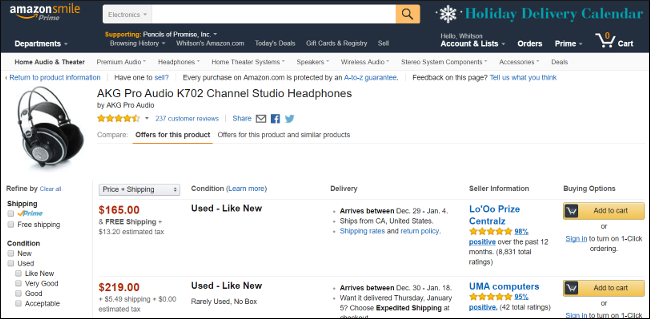 amazonsmile
Prime
Electronics
Holiday Delivery Calendar
Supporting: Pencils of Promise, Inc.
Departments
Browsing History
Whitson's Amazon.com
Today's Deals
Gift Cards & Registry
Sell
Hello, Whitson
Account & Lists
Orders
Prime
0
Cart
Home Audio & Theater
Premium Audio
Headphones
Home Theater Systems
Speakers
Wireless Audio
Stereo System Components
Accessories
Deals
‹ Return to product information
Have one to sell?
Every purchase on Amazon.com is protected by an A-to-z guarantee.
Feedback on this page? Tell us what you think
AKG Pro Audio K702 Channel Studio Headphones
by AKG Pro Audio
237 customer reviews
Share
Compare:
Offers for this product
Offers for this product and similar products
Refine by Clear all
Shipping
Prime
Free shipping
Condition
New
Used
Like New
Very Good
Good
Acceptable
Price + Shipping
Condition (Learn more)
Delivery
Seller Information
Buying Options
$165.00
& FREE Shipping +
$13.20 estimated tax
Used - Like New
• Arrives between Dec. 29 - Jan. 4.
• Ships from CA, United States.
• Shipping rates and return policy.
Lo'Oo Prize
Centralz
98%
positive over the past 12
months. (8,831 total
ratings)
Add to cart
or
Sign in to turn on 1-Click
ordering.
$219.00
+ $5.49 shipping + $0.00
estimated tax
Used - Like New
Rarely Used, No Box
• Arrives between Dec. 30 - Jan. 18.
• Want it delivered Thursday, January
5? Choose Expedited Shipping at
checkout.
UMA computers
95%
positive. (42 total ratings)
Add to cart
or
Sign in to turn on 1-Click